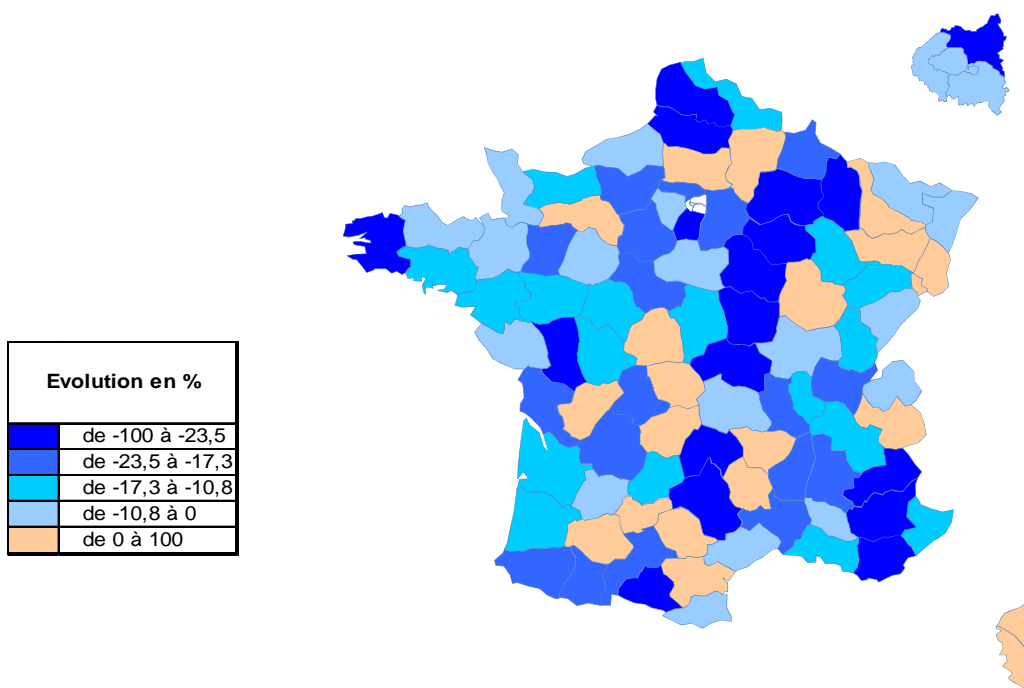 Evolution en %
de -100 à -23,5
de -23,5 à -17,3
de -17,3 à -10,8
de -10,8 à 0
de 0 à 100